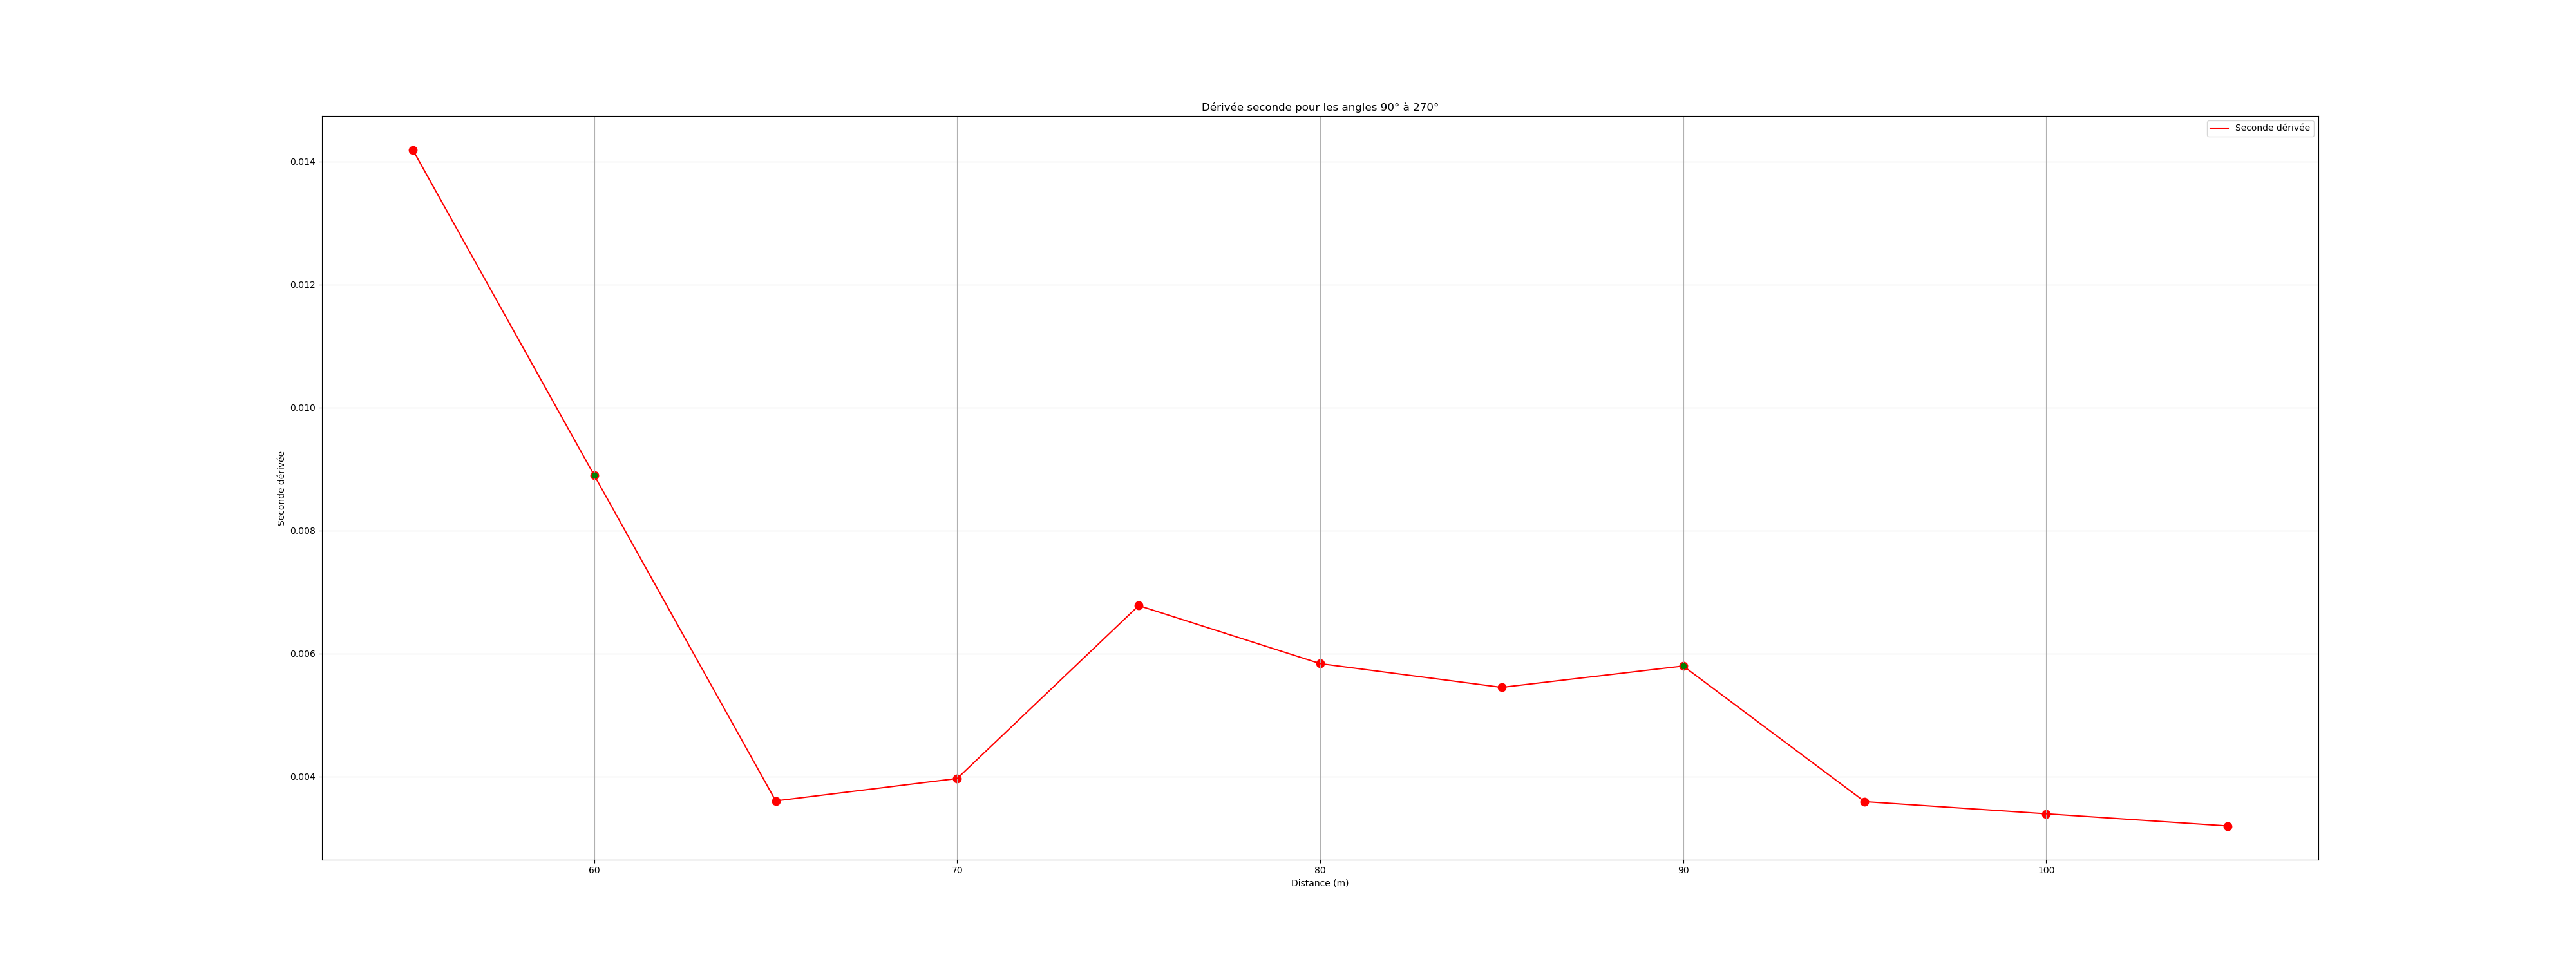 Dérivée seconde pour les angles 90° à 270°
Seconde dérivée
0.014
0.012
0.010
0.008
0.006
0.004
Seconde dérivée
60
70
80
90
100
Distance (m)